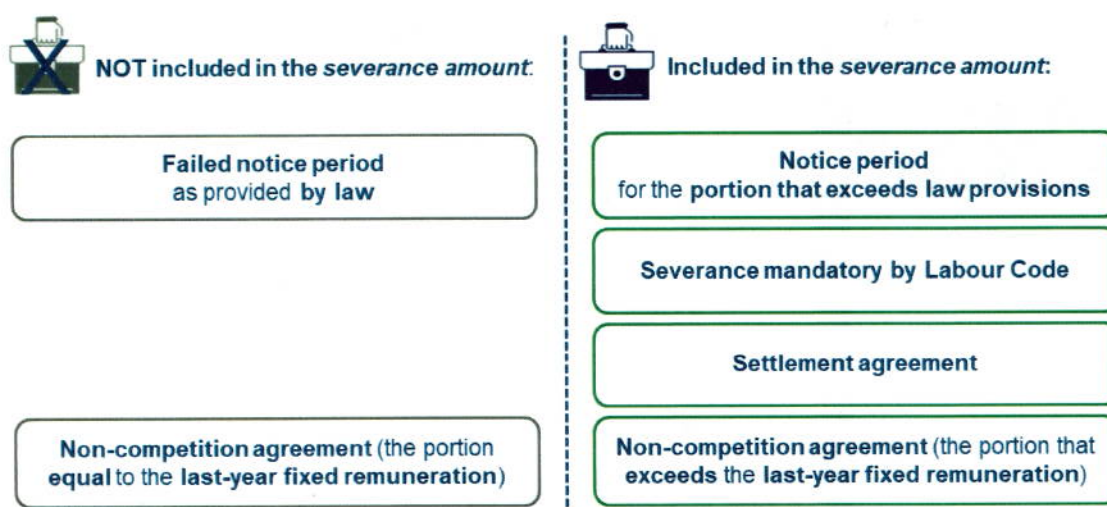 NOT included in the severance amount:
Failed notice period
as provided by law
Non-competition agreement (the portion
equal to the last-year fixed remuneration)
Included in the severance amount:
Notice period
for the portion that exceeds law provisions
Severance mandatory by Labour Code
Settlement agreement
Non-competition agreement (the portion that
exceeds the last-year fixed remuneration)